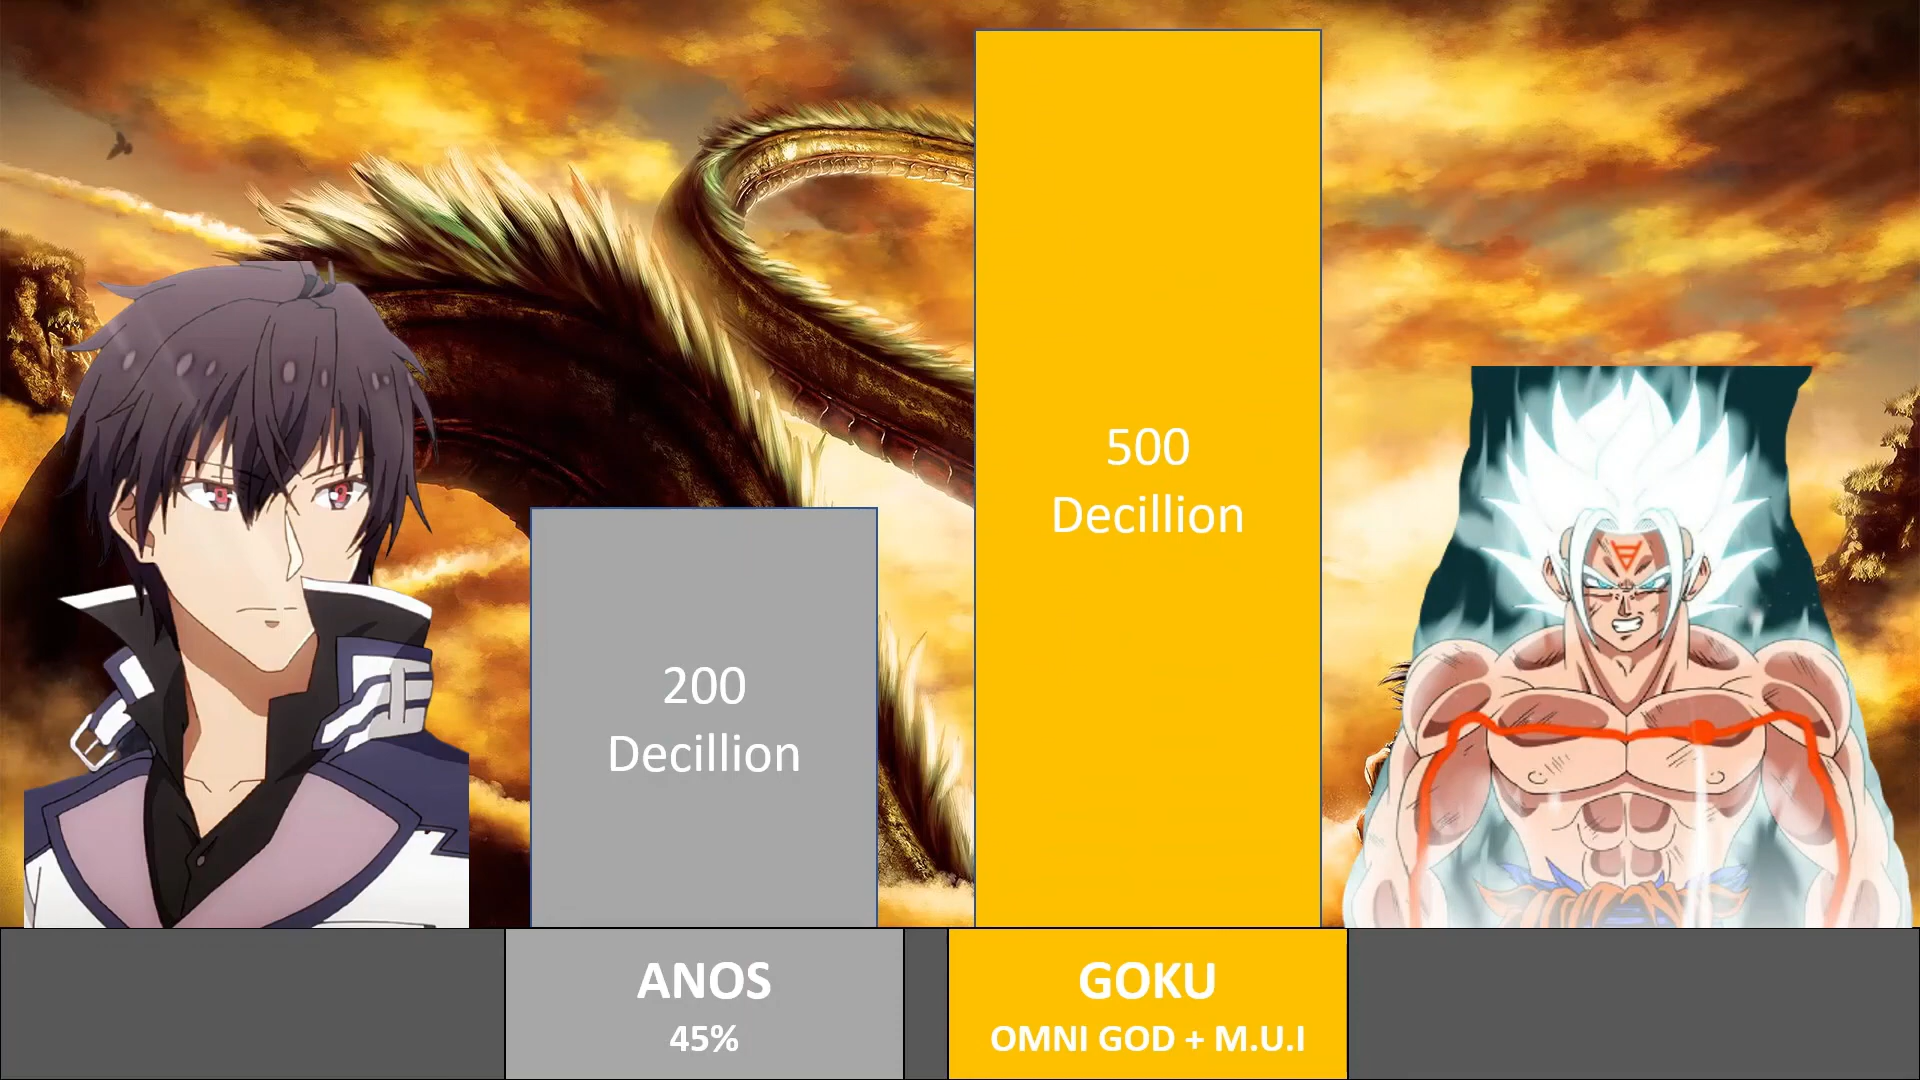 200
Decillion
500
Decillion
ANOS
45%
GOKU
OMNI GOD + M.U.I